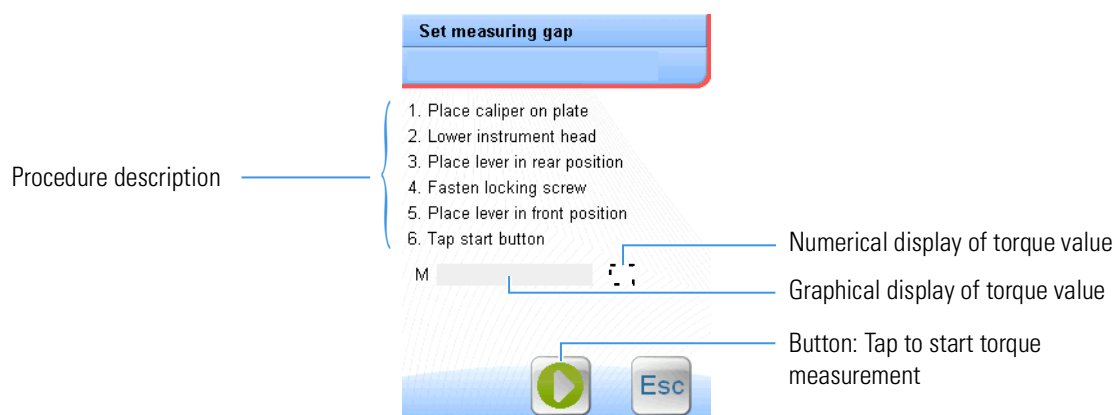 Set measuring gap
1. Place caliper on plate
2. Lower instrument head
3. Place lever in rear position
4. Fasten locking screw
5. Place lever in front position
6. Tap start button
M
Esc
Procedure description
Numerical display of torque value
Graphical display of torque value
Button: Tap to start torque
measurement